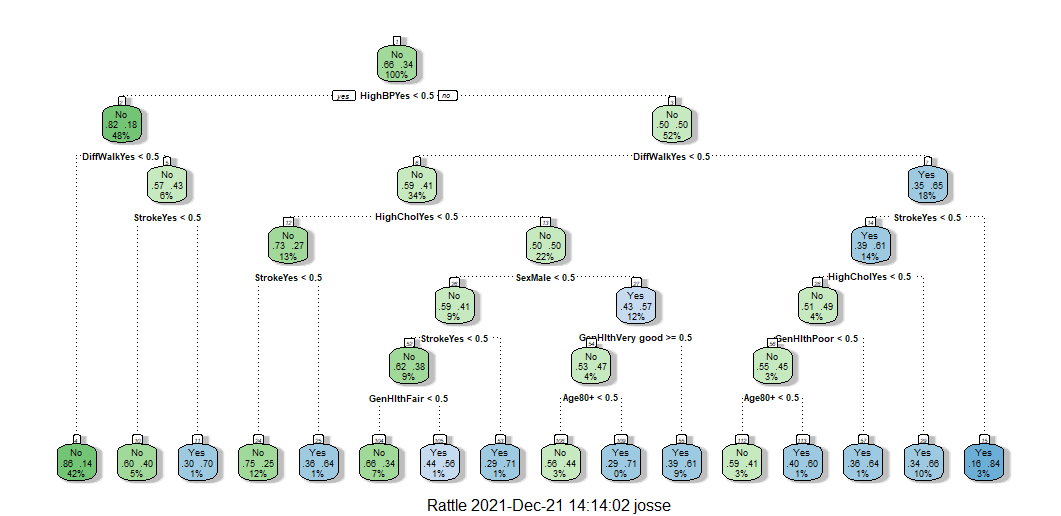 1
No
.66 .34
100%
yes HighBPYes < 0.5 no
2
No
.82 .18
48%
3
No
.50 .50
52%
DiffWalkYes < 0.5
DiffWalkYes < 0.5
5
No
.57 .43
6%
6
No
.59 .41
34%
7
Yes
.35 .65
18%
StrokeYes < 0.5
HighCholYes < 0.5
StrokeYes < 0.5
12
No
.73 .27
13%
13
No
.50 .50
22%
14
Yes
.39 .61
14%
StrokeYes < 0.5
SexMale < 0.5
HighCholYes < 0.5
26
No
.59 .41
9%
27
Yes
.43 .57
12%
28
No
.51 .49
4%
StrokeYes < 0.5
GenHlthVery good >= 0.5
GenHlthPoor < 0.5
52
No
.62 .38
9%
54
No
.53 .47
4%
56
No
.55 .45
3%
GenHlthFair < 0.5
Age80+ < 0.5
Age80+ < 0.5
4
No
.86 .14
42%
10
No
.60 .40
5%
11
Yes
.30 .70
1%
24
No
.75 .25
12%
25
Yes
.36 .64
1%
104
No
.66 .34
7%
105
Yes
.44 .56
1%
53
Yes
.29 .71
1%
108
No
.56 .44
3%
109
Yes
.29 .71
0%
55
Yes
.39 .61
9%
112
No
.59 .41
3%
113
Yes
.40 .60
1%
57
Yes
.36 .64
1%
29
Yes
.34 .66
10%
15
Yes
.16 .84
3%
Rattle 2021-Dec-21 14:14:02 josse